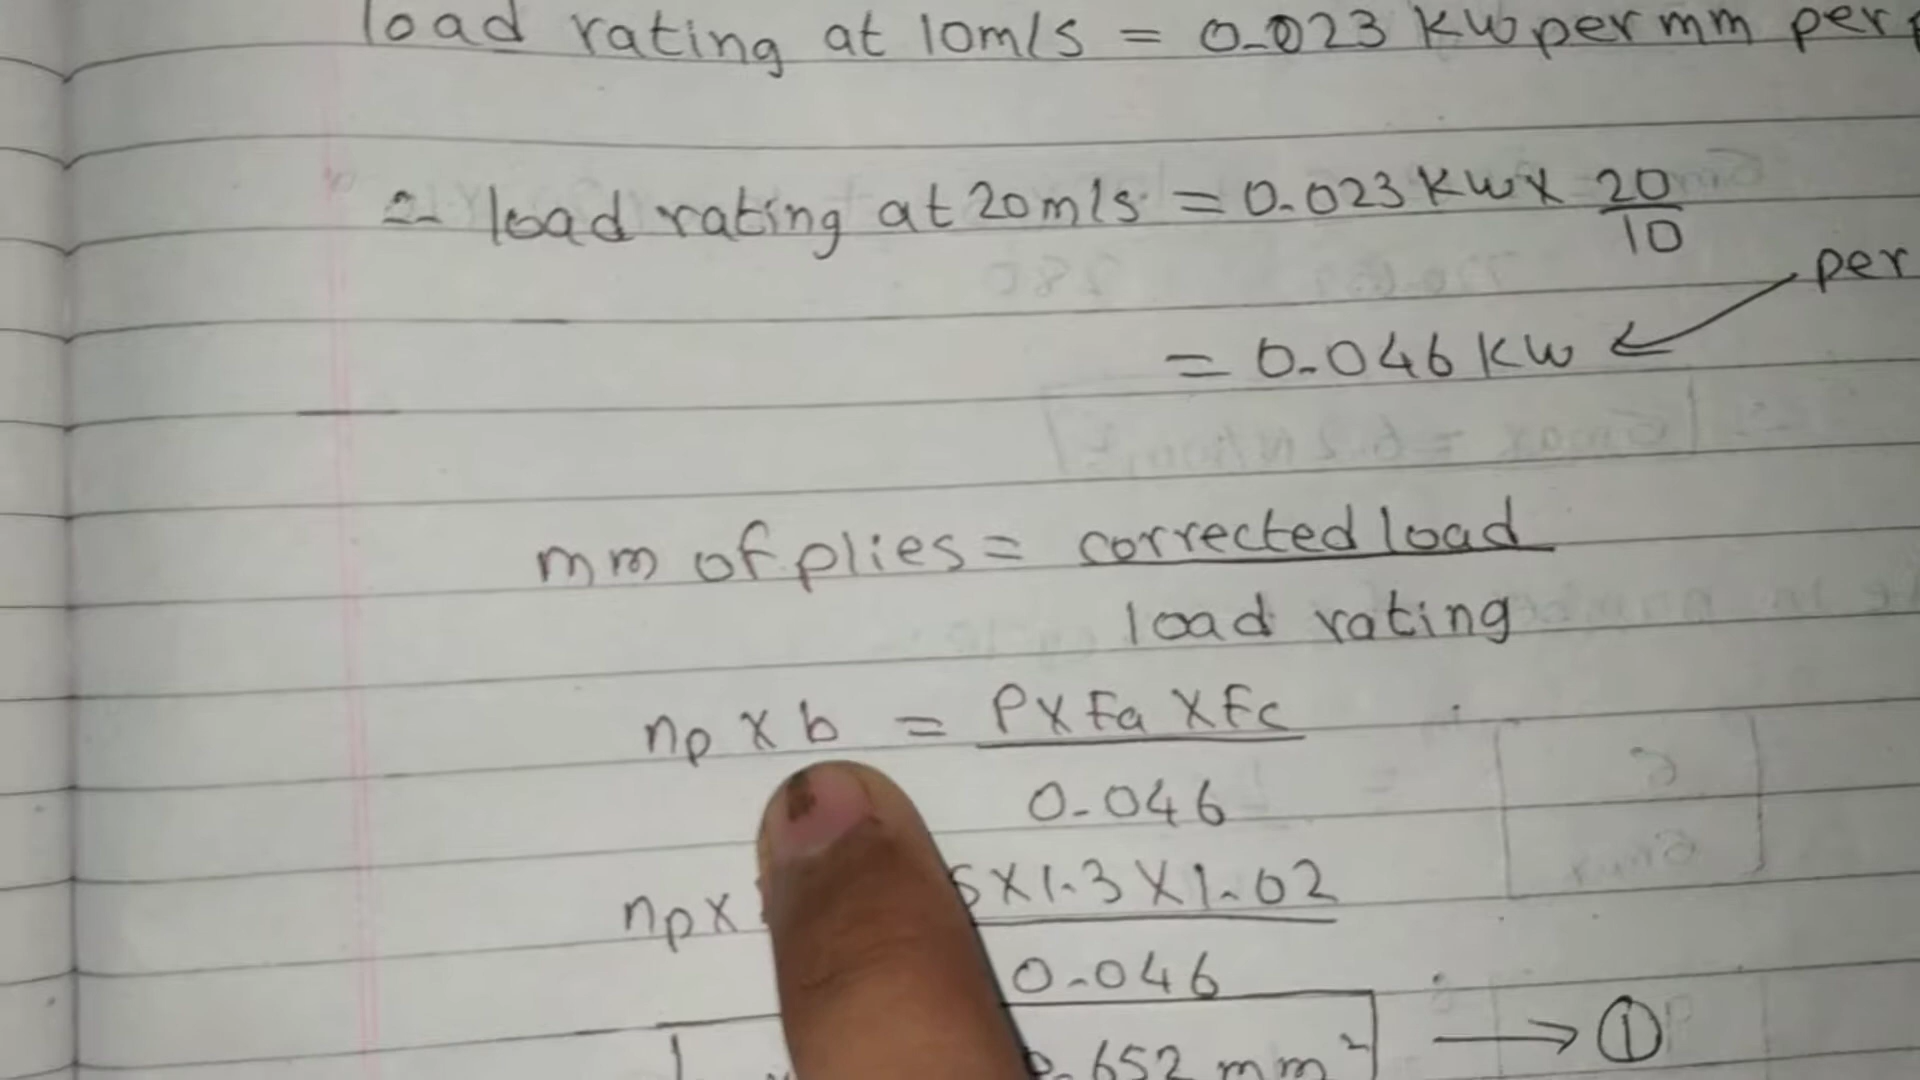 load rating at 10m/s = 0.023 KW per mm per
∴ load rating at 20m/s = 0.023 KW X 20/10
per
= 0.046 KW
mm of plies = corrected load / load rating
np x b = P X Fa X Fc / 0.046
np x 5 X 1.3 X 1.02 / 0.046
.652 mm² → ①